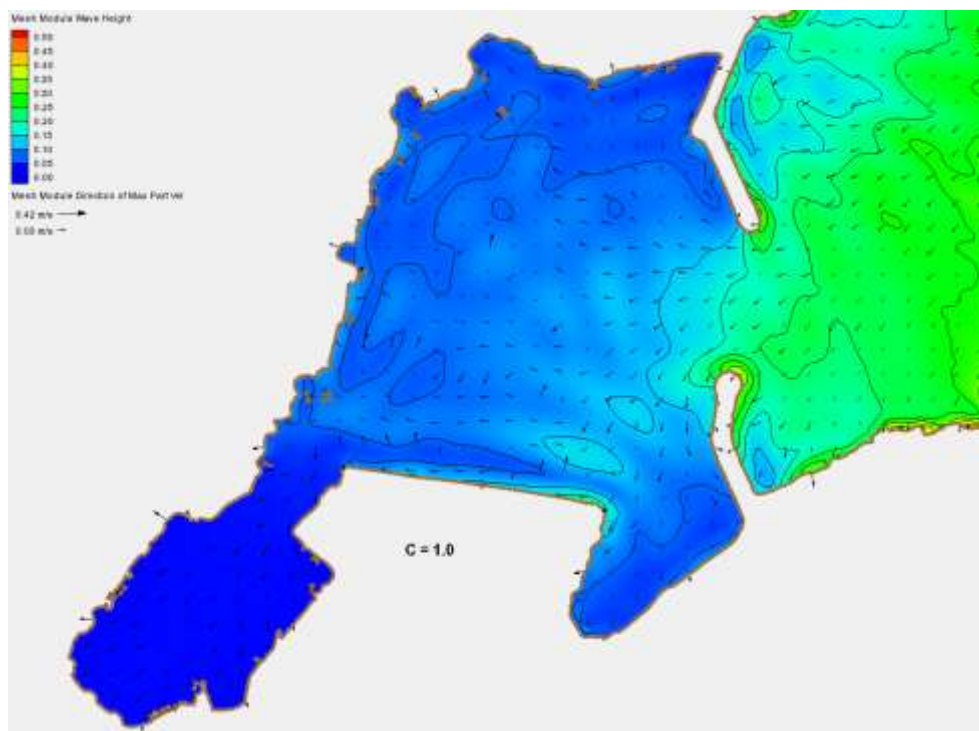 Mesh Module Wave Height
0.50
0.45
0.40
0.35
0.30
0.25
0.20
0.15
0.10
0.05
0.00
Mesh Module Direction of Max Part Vel
0.42 m/s
0.00 m/s
C = 1.0